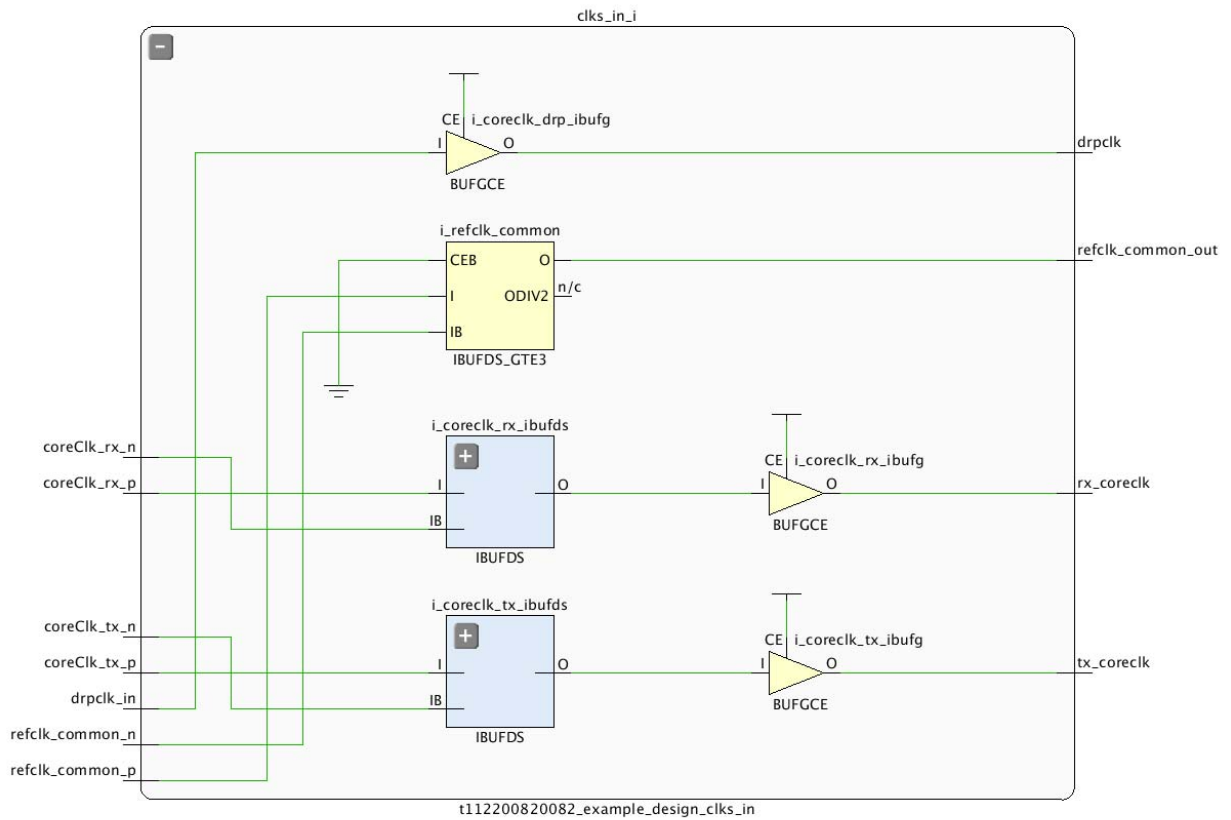 clks_in_i
CE i_coreclk_drp_ibufg
I O
drpclk
BUFGCE
i_refclk_common
CEB O
refclk_common_out
I ODIV2 n/c
IB
IBUFDS_GTE3
i_coreclk_rx_ibufds
coreClk_rx_n
CE i_coreclk_rx_ibufg
coreClk_rx_p
I O I O
rx_coreclk
IB
BUFGCE
IBUFDS
i_coreclk_tx_ibufds
coreClk_tx_n
CE i_coreclk_tx_ibufg
coreClk_tx_p
I O I O
tx_coreclk
drpclk_in
IB
BUFGCE
refclk_common_n
IBUFDS
refclk_common_p
t112200820082_example_design_clks_in